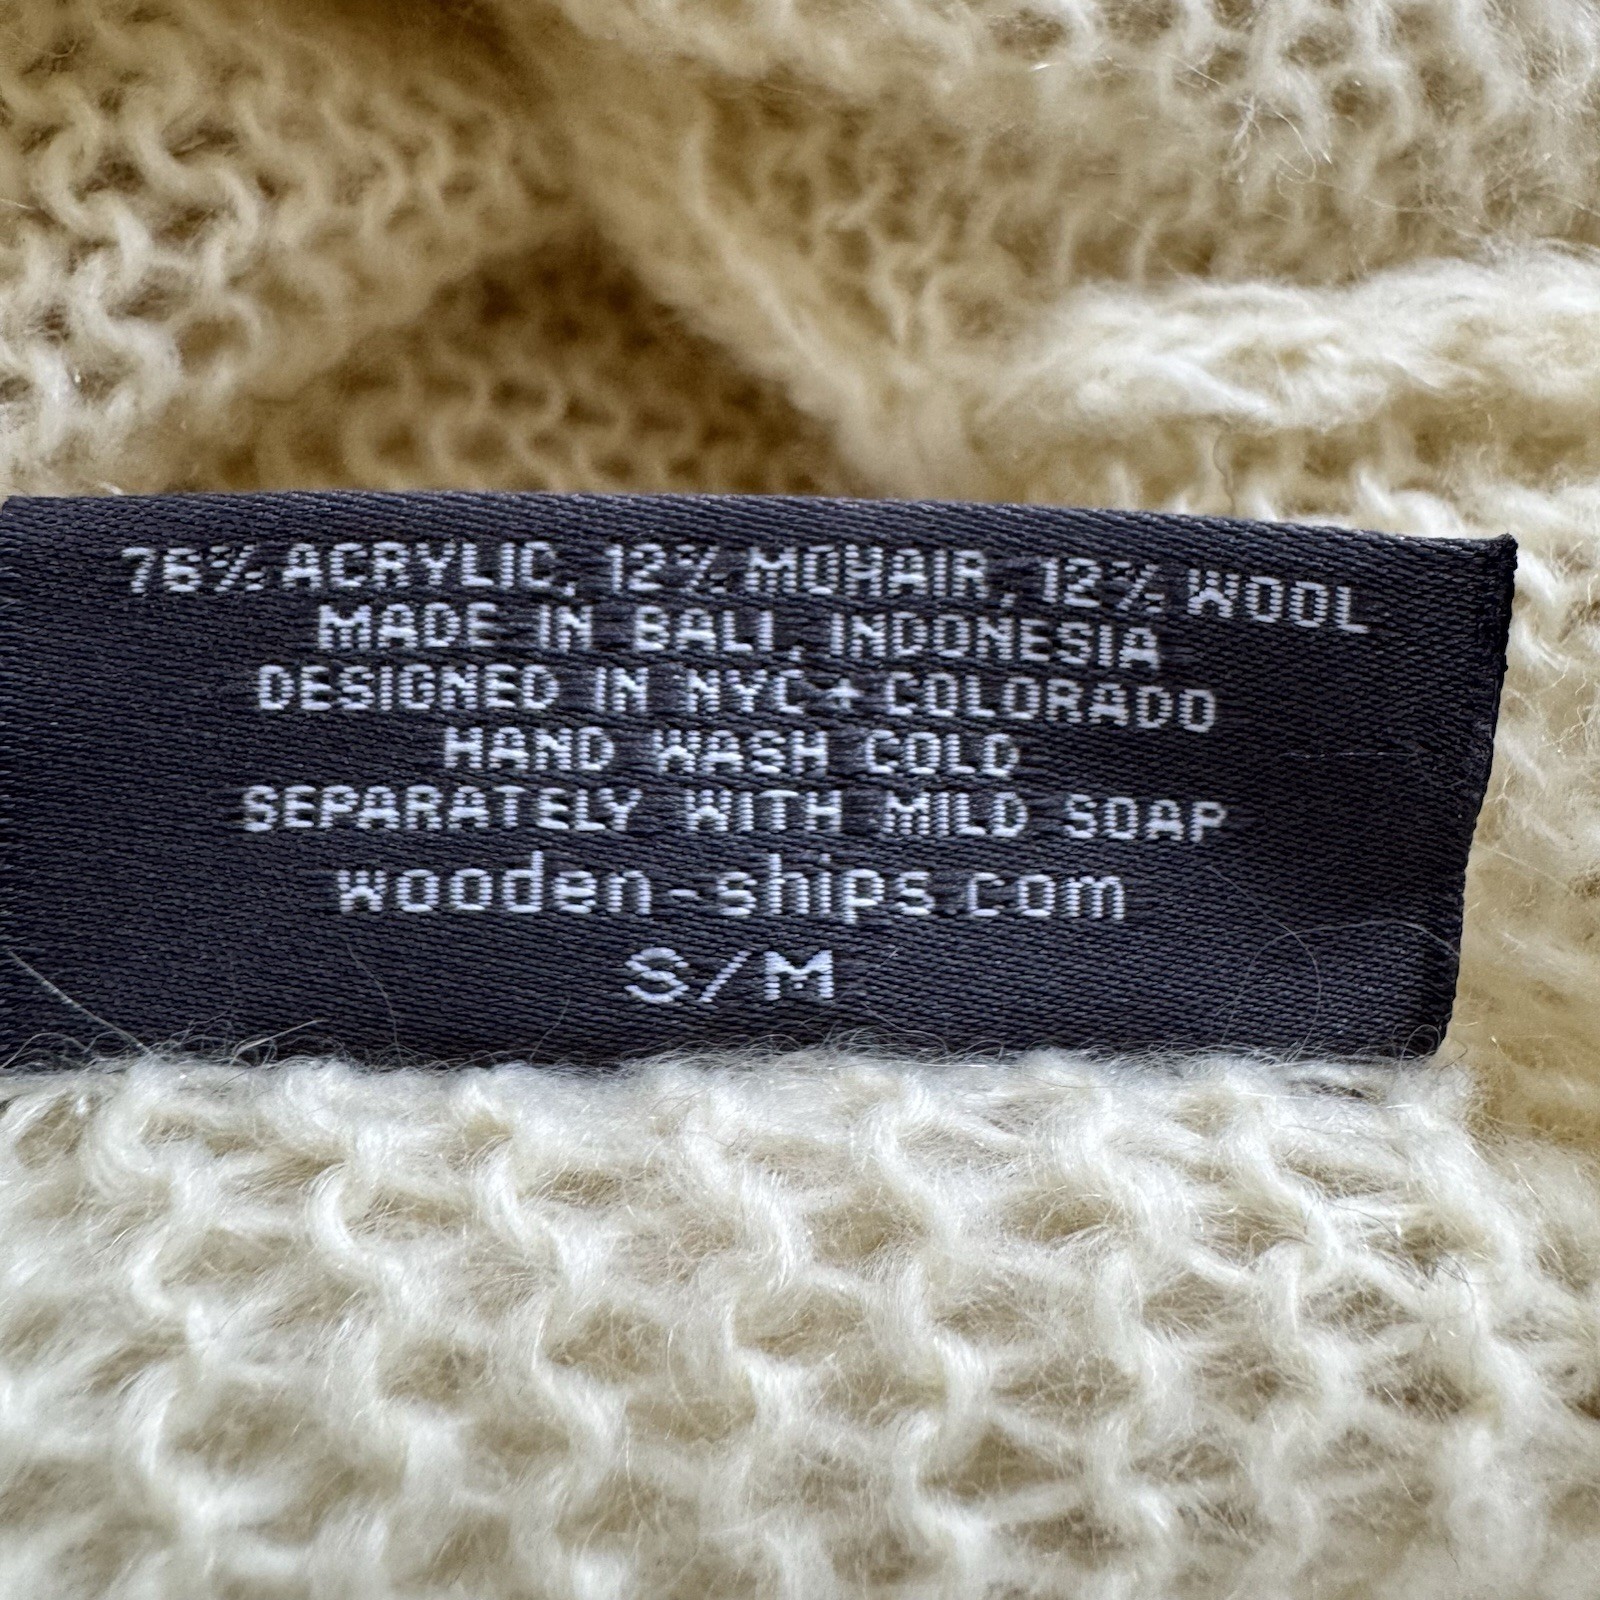 76% ACRYLIC, 12% MOHAIR, 12% WOOL
MADE IN BALI, INDONESIA
DESIGNED IN NYC+COLORADO
HAND WASH COLD
SEPARATELY WITH MILD SOAP
wooden-ships.com
S/M